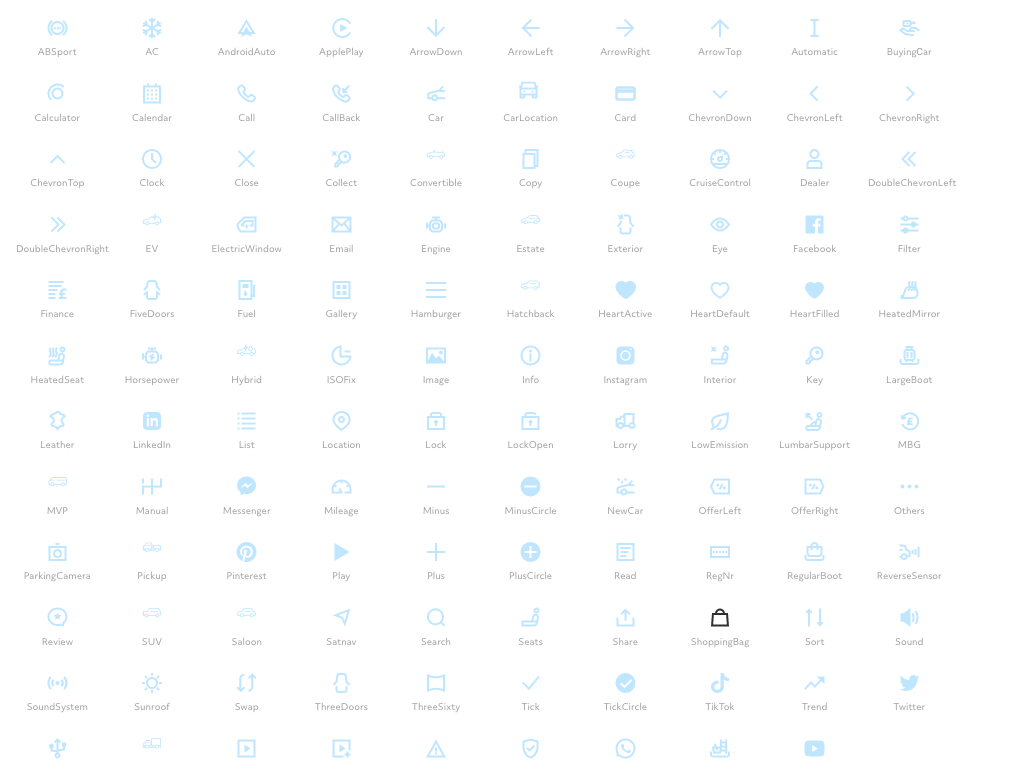 ABSport AC AndroidAuto ApplePlay ArrowDown ArrowLeft ArrowRight ArrowTop Automatic BuyingCar
Calculator Calendar Call CallBack Car CarLocation Card ChevronDown ChevronLeft ChevronRight
ChevronTop Clock Close Collect Convertible Copy Coupe CruiseControl Dealer DoubleChevronLeft
DoubleChevronRight EV ElectricWindow Email Engine Estate Exterior Eye Facebook Filter
Finance FiveDoors Fuel Gallery Hamburger Hatchback HeartActive HeartDefault HeartFilled HeatedMirror
HeatedSeat Horsepower Hybrid ISOFix Image Info Instagram Interior Key LargeBoot
Leather LinkedIn List Location Lock LockOpen Lorry LowEmission LumbarSupport MBG
MVP Manual Messenger Mileage Minus MinusCircle NewCar OfferLeft OfferRight Others
ParkingCamera Pickup Pinterest Play Plus PlusCircle Read RegNr RegularBoot ReverseSensor
Review SUV Saloon Satnav Search Seats Share ShoppingBag Sort Sound
SoundSystem Sunroof Swap ThreeDoors ThreeSixty Tick TickCircle TikTok Trend Twitter